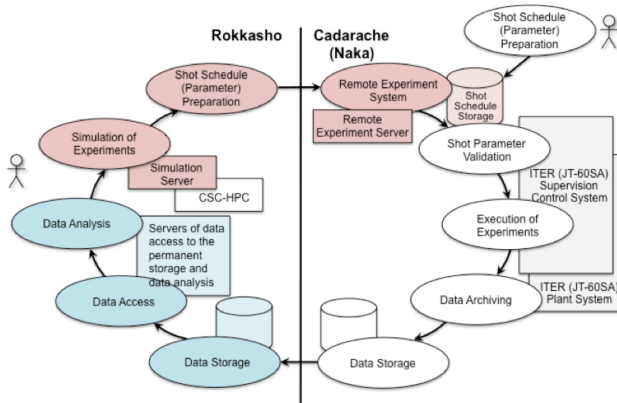 Rokkasho
Cadarache
(Naka)
Shot Schedule
(Parameter)
Preparation
Shot Schedule
(Parameter)
Preparation
Remote Experiment
System
Shot
Schedule
Storage
Remote
Experiment Server
Simulation of
Experiments
Shot Parameter
Validation
Simulation
Server
CSC-HPC
ITER (JT-60SA)
Supervision
Control System
Data Analysis
Servers of data
access to the
permanent
storage and
data analysis
Execution of
Experiments
Data Access
Data Archiving
ITER (JT-60SA)
Plant System
Data Storage
Data Storage